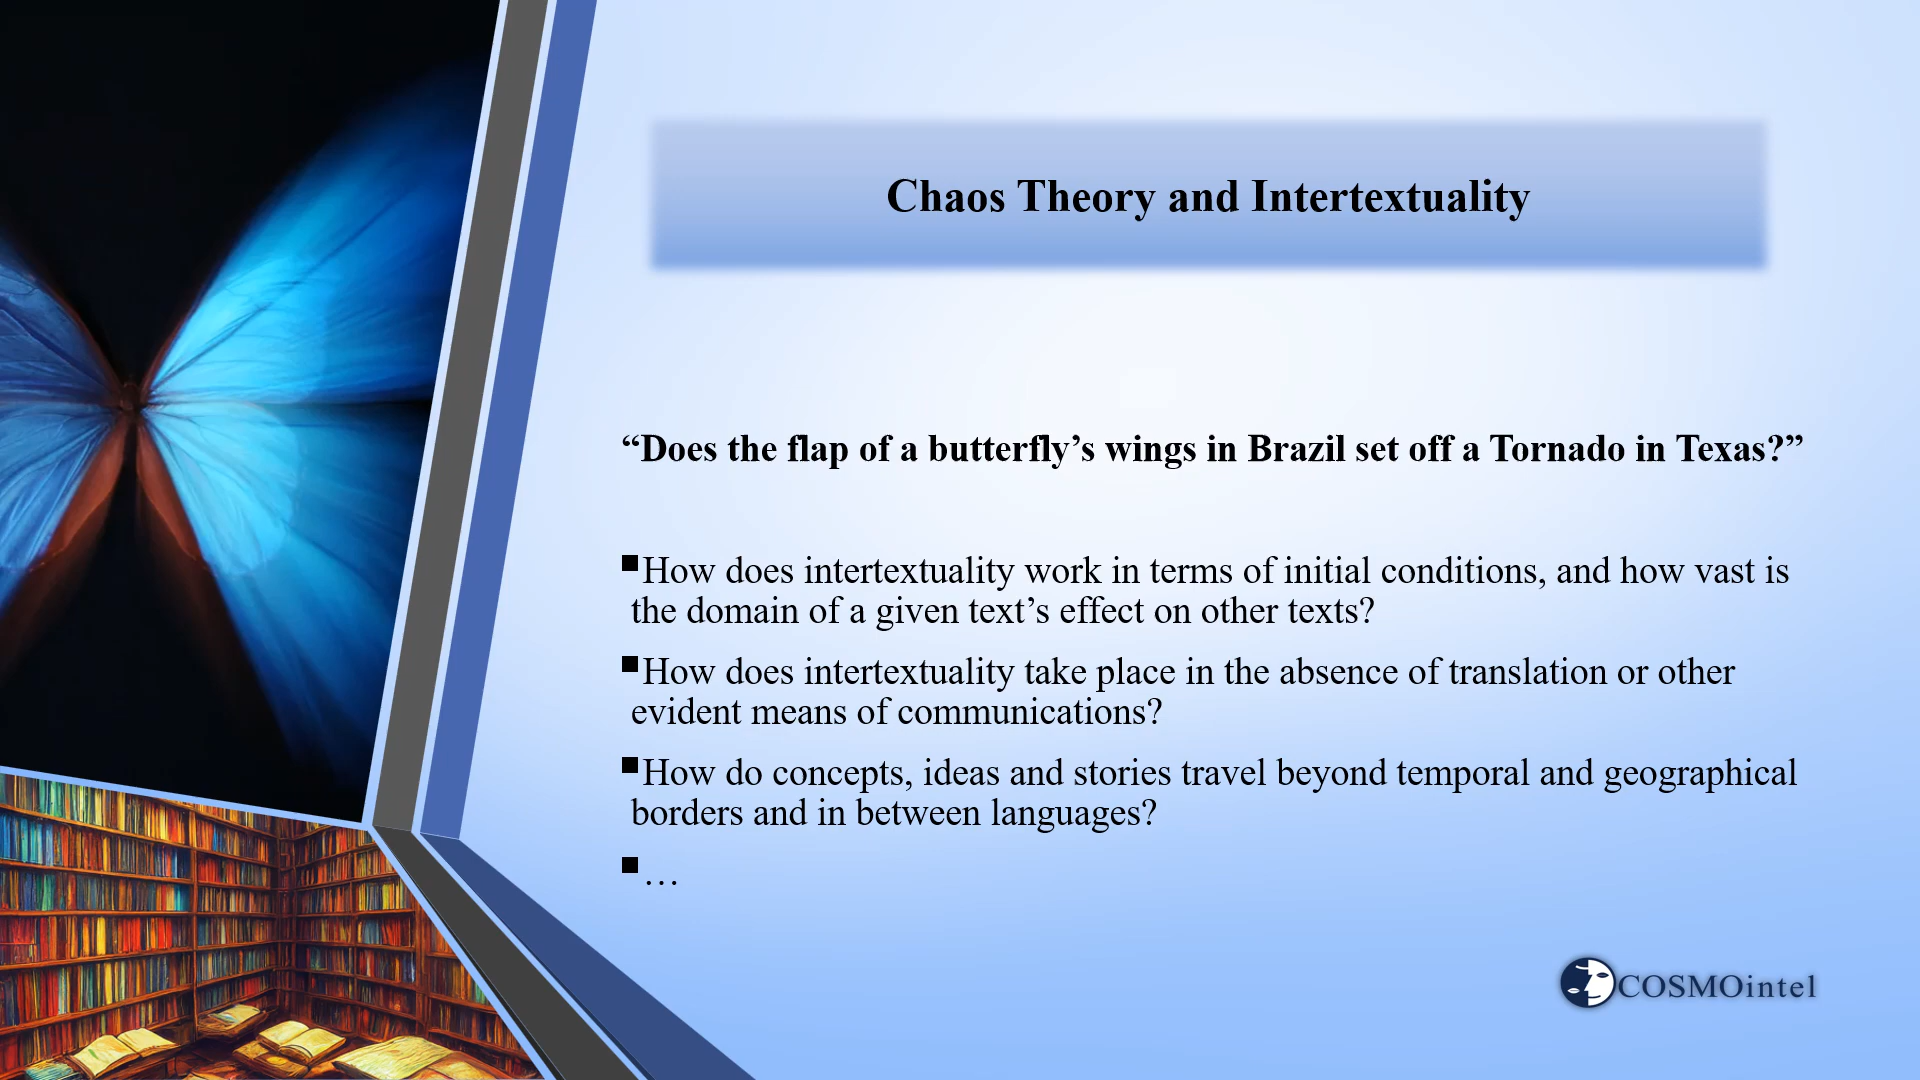 Chaos Theory and Intertextuality
“Does the flap of a butterfly’s wings in Brazil set off a Tornado in Texas?”
▪How does intertextuality work in terms of initial conditions, and how vast is
the domain of a given text’s effect on other texts?
▪How does intertextuality take place in the absence of translation or other
evident means of communications?
▪How do concepts, ideas and stories travel beyond temporal and geographical
borders and in between languages?
▪…
COSMOintel